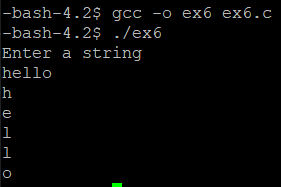 -bash-4.2$ gcc -o ex6 ex6.c
-bash-4.2$ ./ex6
Enter a string
hello
h
e
l
l
o